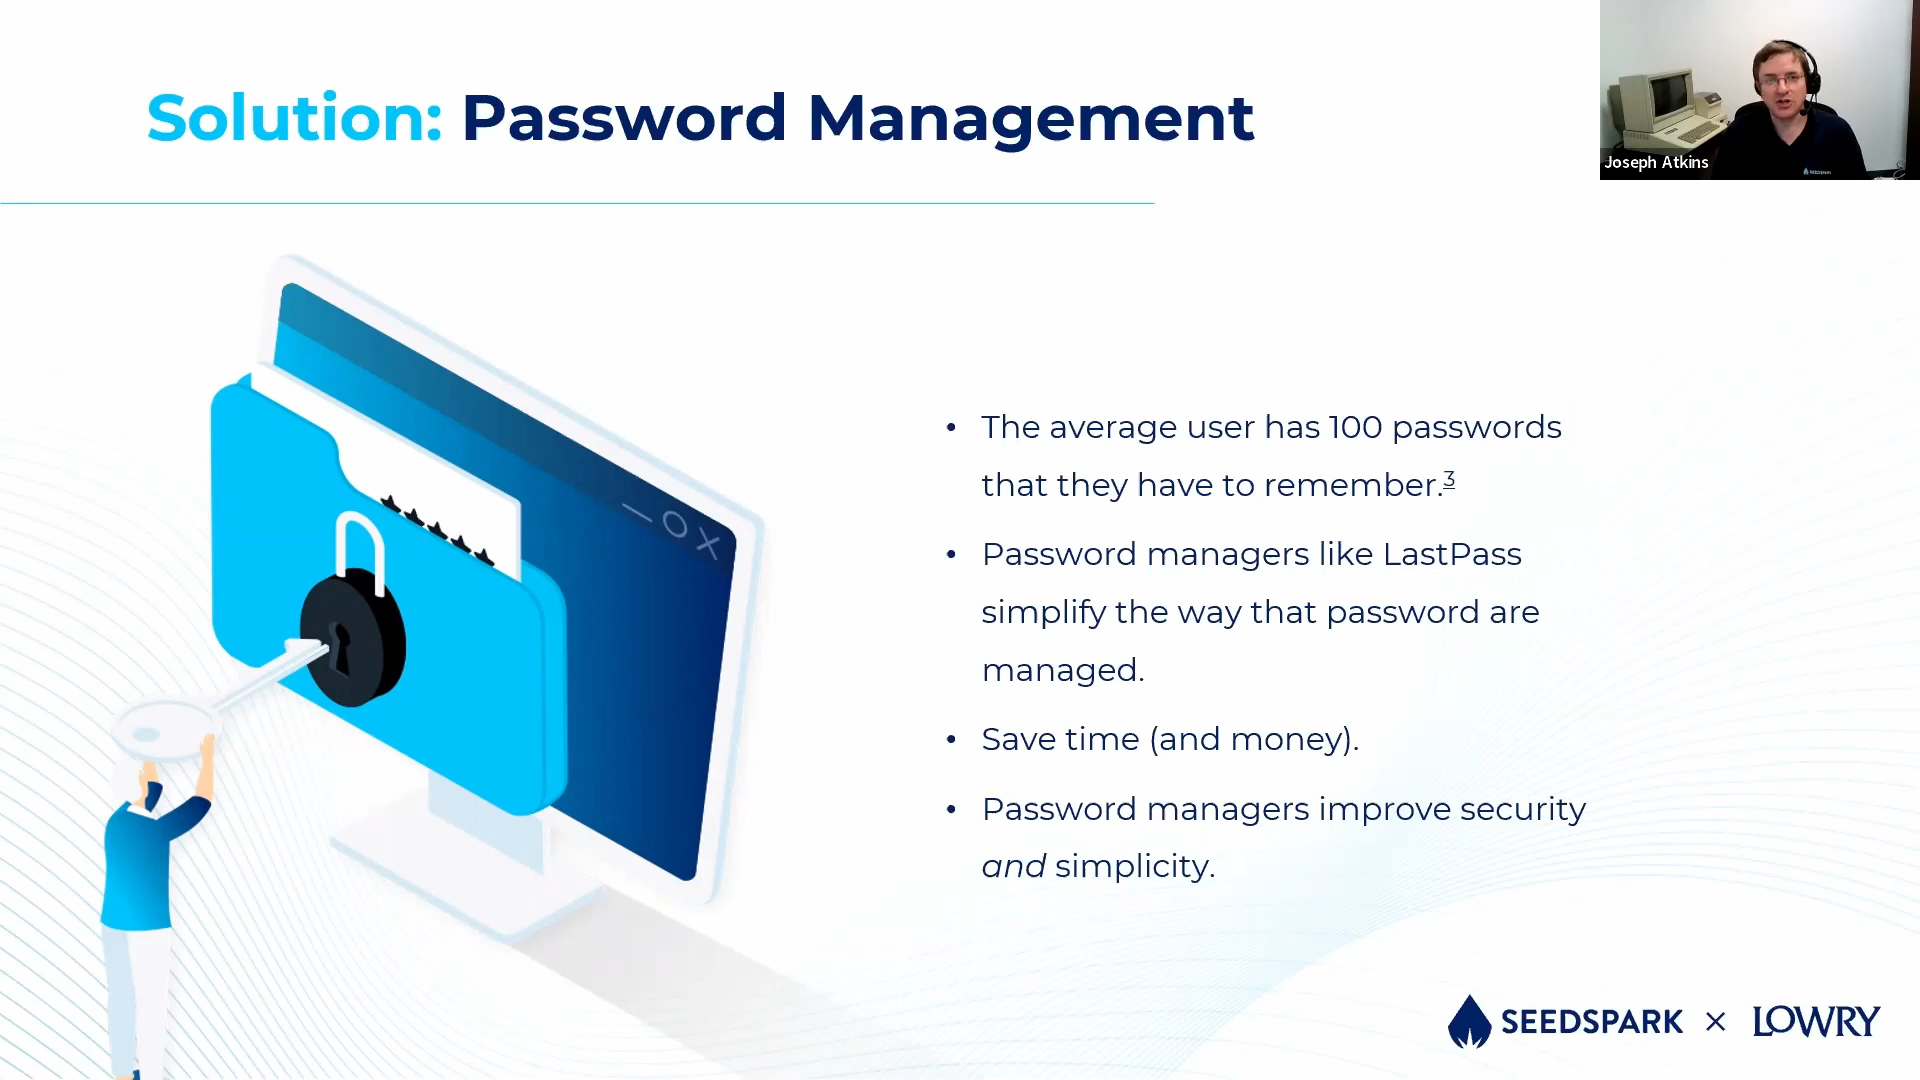 Solution: Password Management
Joseph Atkins
• The average user has 100 passwords
that they have to remember.3
• Password managers like LastPass
simplify the way that password are
managed.
• Save time (and money).
• Password managers improve security
and simplicity.
SEEDSPARK × LOWRY
SEEDSPARK